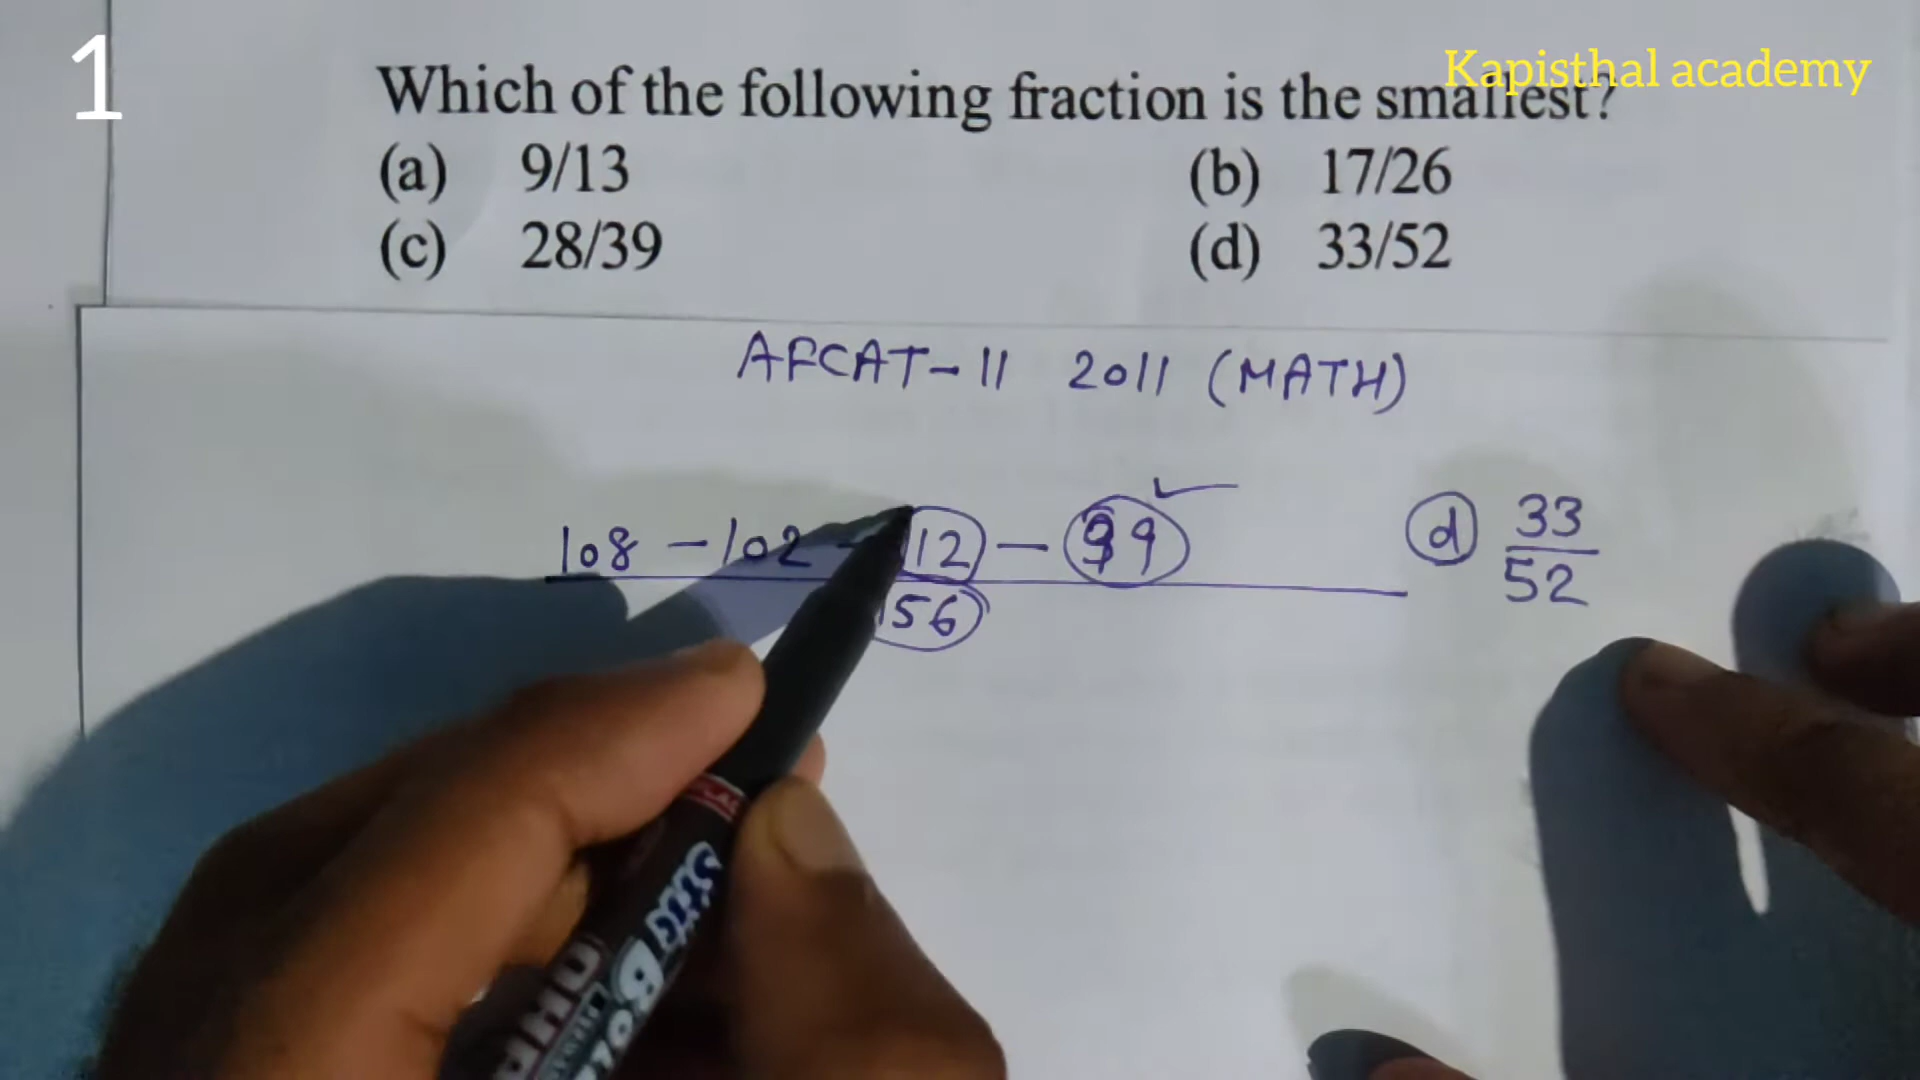 1
Kapisthal academy
Which of the following fraction is the smallest?
(a) 9/13 (b) 17/26
(c) 28/39 (d) 33/52
AFCAT-II 2011 (MATH)
108 - 102 - 112 - 99
156
(d) 33/52